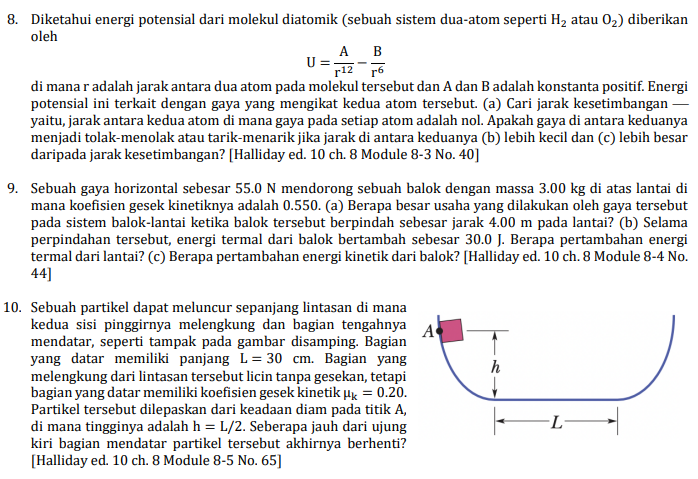 8. Diketahui energi potensial dari molekul diatomik (sebuah sistem dua-atom seperti H₂ atau O₂) diberikan
oleh
U = A/r¹² − B/r⁶
di mana r adalah jarak antara dua atom pada molekul tersebut dan A dan B adalah konstanta positif. Energi
potensial ini terkait dengan gaya yang mengikat kedua atom tersebut. (a) Cari jarak kesetimbangan —
yaitu, jarak antara kedua atom di mana gaya pada setiap atom adalah nol. Apakah gaya di antara keduanya
menjadi tolak-menolak atau tarik-menarik jika jarak di antara keduanya (b) lebih kecil dan (c) lebih besar
daripada jarak kesetimbangan? [Halliday ed. 10 ch. 8 Module 8-3 No. 40]
9. Sebuah gaya horizontal sebesar 55.0 N mendorong sebuah balok dengan massa 3.00 kg di atas lantai di
mana koefisien gesek kinetiknya adalah 0.550. (a) Berapa besar usaha yang dilakukan oleh gaya tersebut
pada sistem balok-lantai ketika balok tersebut berpindah sebesar jarak 4.00 m pada lantai? (b) Selama
perpindahan tersebut, energi termal dari balok bertambah sebesar 30.0 J. Berapa pertambahan energi
termal dari lantai? (c) Berapa pertambahan energi kinetik dari balok? [Halliday ed. 10 ch. 8 Module 8-4 No.
44]
10. Sebuah partikel dapat meluncur sepanjang lintasan di mana
kedua sisi pinggirnya melengkung dan bagian tengahnya
mendatar, seperti tampak pada gambar disamping. Bagian
yang datar memiliki panjang L = 30 cm. Bagian yang
melengkung dari lintasan tersebut licin tanpa gesekan, tetapi
bagian yang datar memiliki koefisien gesek kinetik μₖ = 0.20.
Partikel tersebut dilepaskan dari keadaan diam pada titik A,
di mana tingginya adalah h = L/2. Seberapa jauh dari ujung
kiri bagian mendatar partikel tersebut akhirnya berhenti?
[Halliday ed. 10 ch. 8 Module 8-5 No. 65]
A
h
L